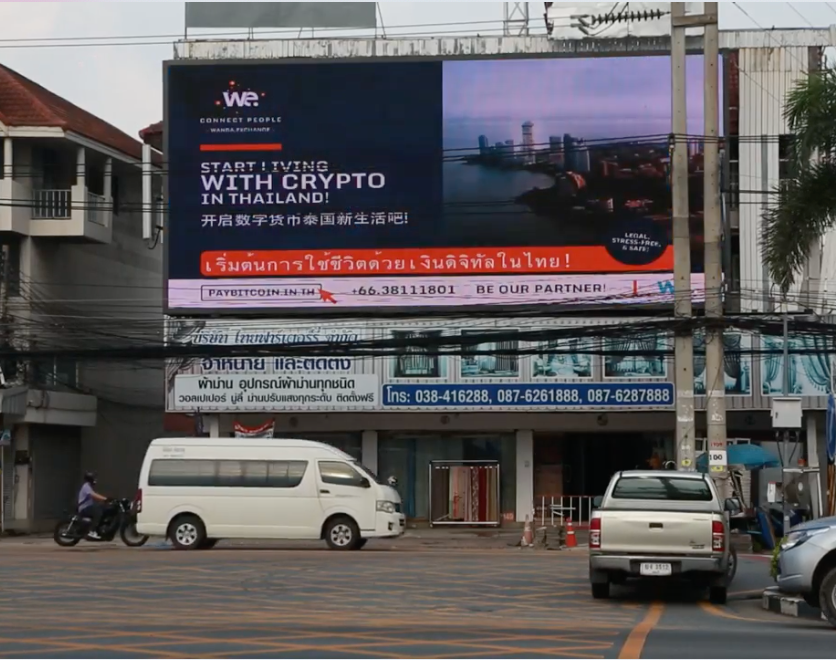 we.
CONNECT PEOPLE
- WANDA.EXCHANGE -
START LIVING
WITH CRYPTO
IN THAILAND!
开启数字货币泰国新生活吧!
LEGAL,
STRESS-FREE,
& SAFE!
เริ่มต้นการใช้ชีวิตด้วยเงินดิจิทัลในไทย!
PAYBITCOIN.IN.TH
+66.38111801
BE OUR PARTNER!
จำหน่าย และติดตั้ง
ผ้าม่าน อุปกรณ์ผ้าม่านทุกชนิด
วอลเปเปอร์ มู่ลี่ ม่านปรับแสงทุกระดับ ติดตั้งฟรี
โทร: 038-416288, 087-6261888, 087-6287888